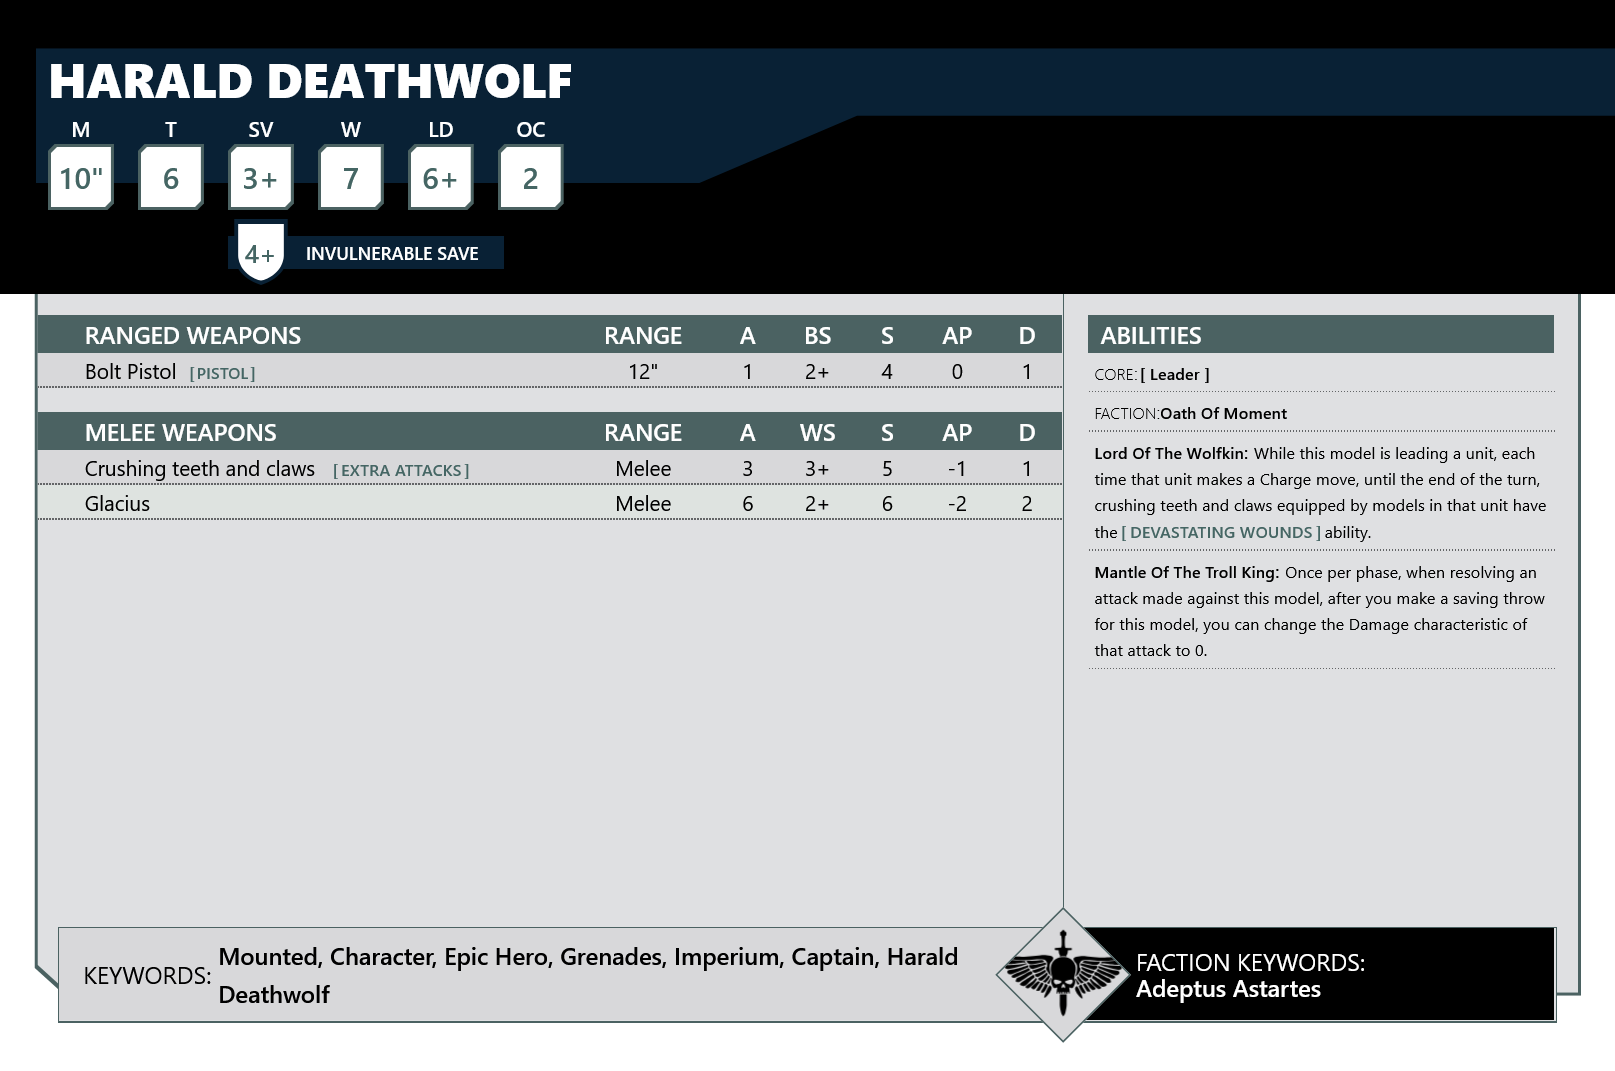 HARALD DEATHWOLF
M T SV W LD OC
10" 6 3+ 7 6+ 2
4+ INVULNERABLE SAVE
RANGED WEAPONS RANGE A BS S AP D
Bolt Pistol [ PISTOL ] 12" 1 2+ 4 0 1
MELEE WEAPONS RANGE A WS S AP D
Crushing teeth and claws [ EXTRA ATTACKS ] Melee 3 3+ 5 -1 1
Glacius Melee 6 2+ 6 -2 2
ABILITIES
CORE: [ Leader ]
FACTION:Oath Of Moment
Lord Of The Wolfkin: While this model is leading a unit, each
time that unit makes a Charge move, until the end of the turn,
crushing teeth and claws equipped by models in that unit have
the [ DEVASTATING WOUNDS ] ability.
Mantle Of The Troll King: Once per phase, when resolving an
attack made against this model, after you make a saving throw
for this model, you can change the Damage characteristic of
that attack to 0.
KEYWORDS: Mounted, Character, Epic Hero, Grenades, Imperium, Captain, Harald
Deathwolf
FACTION KEYWORDS:
Adeptus Astartes